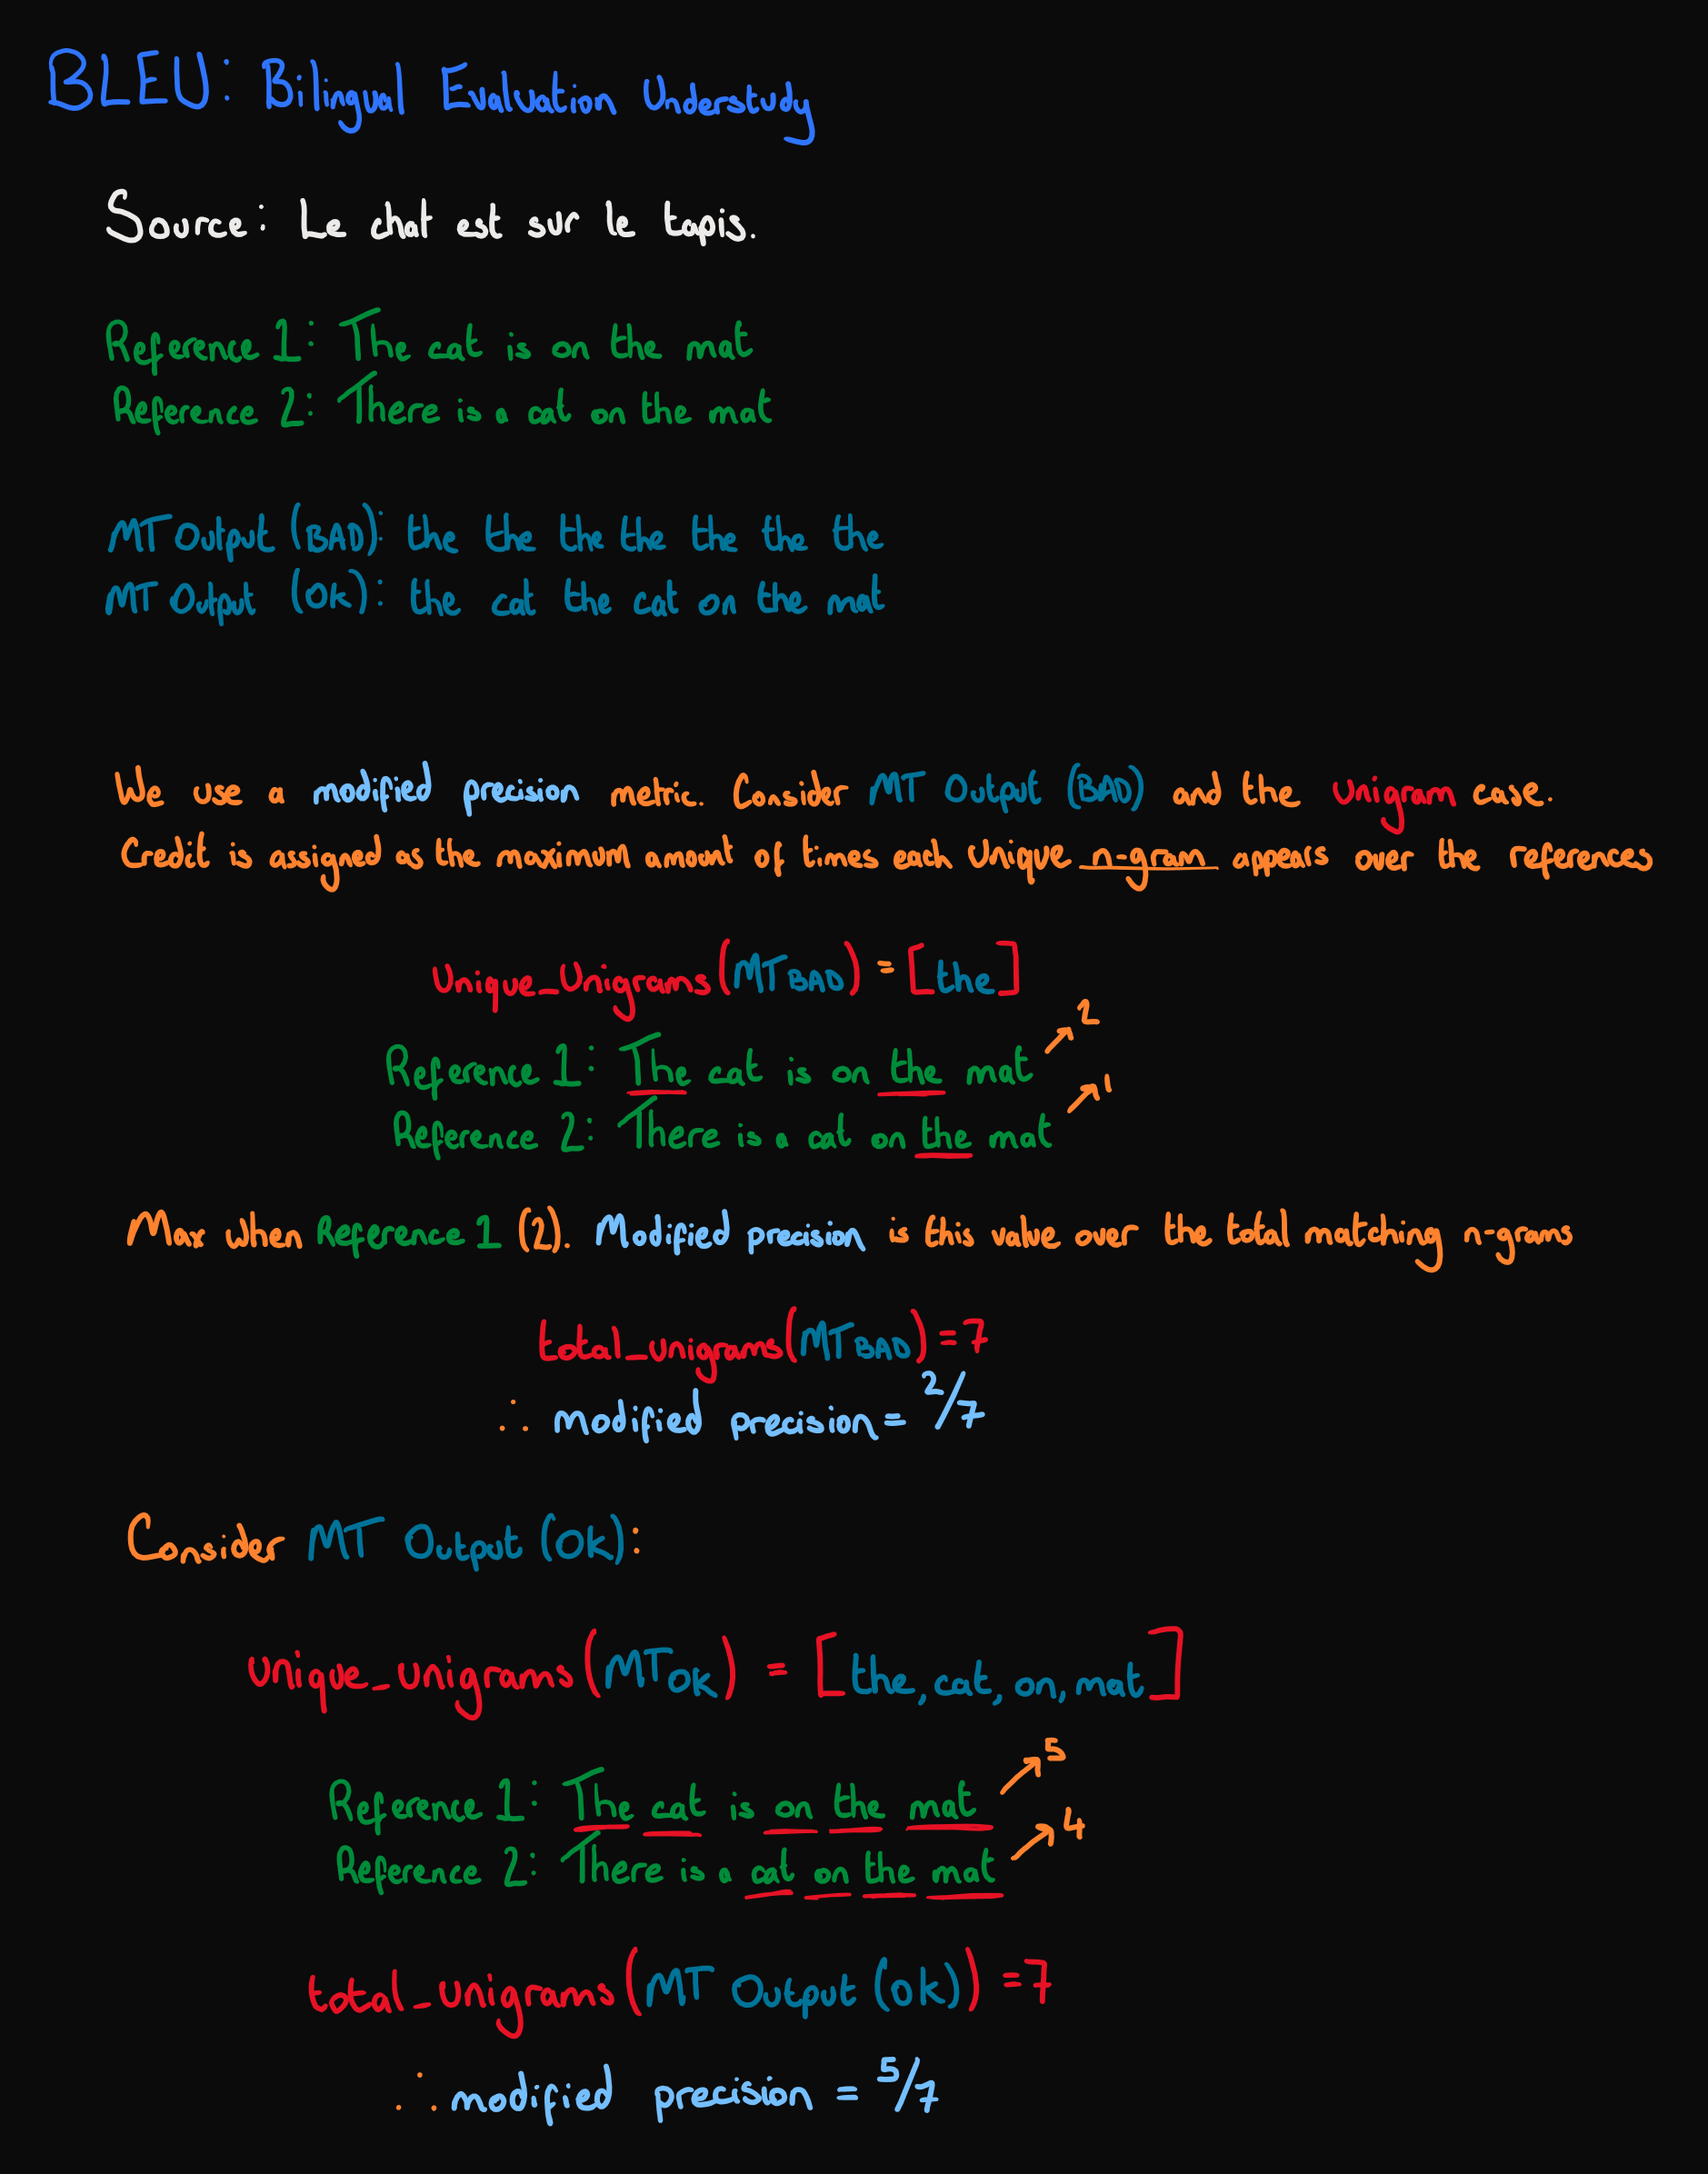 BLEU: Bilingual Evaluation Understudy
Source: Le chat est sur le tapis.
Reference 1: The cat is on the mat
Reference 2: There is a cat on the mat
MT Output (BAD): the the the the the the the
MT Output (OK): the cat the cat on the mat
We use a modified precision metric. Consider MT Output (BAD) and the Unigram case.
Credit is assigned as the maximum amount of times each Unique n-gram appears over the references
Unique_Unigrams(MT BAD) = [the]
Reference 1: The cat is on the mat ↗ 2
Reference 2: There is a cat on the mat ↗ 1
Max when Reference 1 (2). Modified precision is this value over the total matching n-grams
total_unigrams(MT BAD) = 7
∴ modified precision = 2/7
Consider MT Output (OK):
unique_unigrams(MT OK) = [the, cat, on, mat]
Reference 1: The cat is on the mat ↗ 5
Reference 2: There is a cat on the mat ↗ 4
total_Unigrams(MT Output (OK)) = 7
∴ modified precision = 5/7